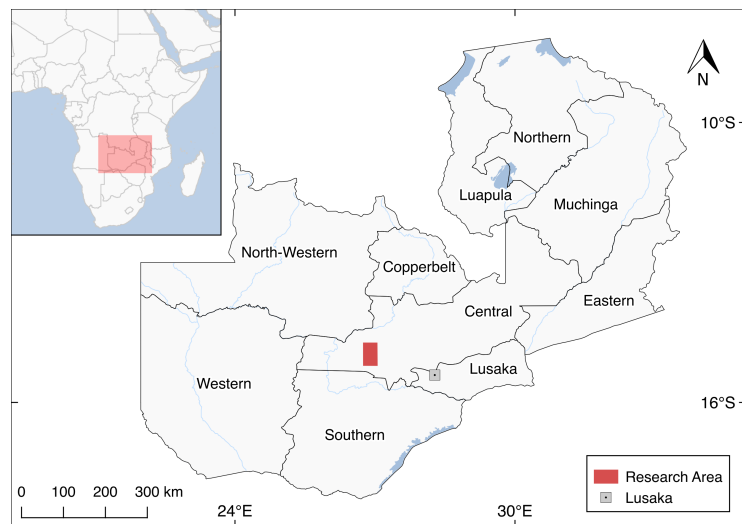 N
10°S
Northern
Luapula
Muchinga
North-Western
Copperbelt
Central
Eastern
Lusaka
Western
16°S
Southern
Research Area
Lusaka
0 100 200 300 km
24°E
30°E